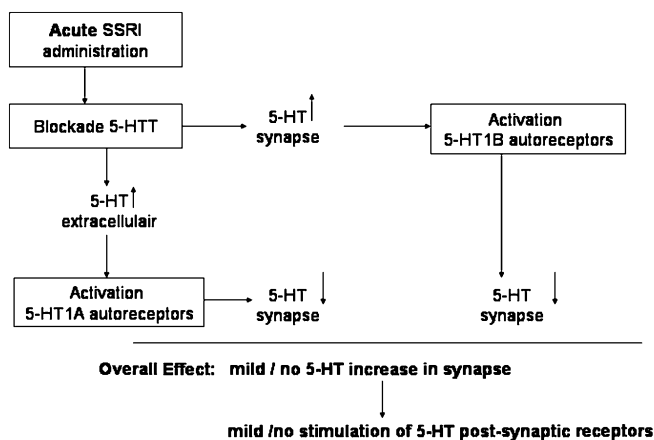 Acute SSRI
administration
Blockade 5-HTT
5-HT
synapse
Activation
5-HT1B autoreceptors
5-HT
extracellulair
Activation
5-HT1A autoreceptors
5-HT
synapse
5-HT
synapse
Overall Effect: mild / no 5-HT increase in synapse
mild /no stimulation of 5-HT post-synaptic receptors